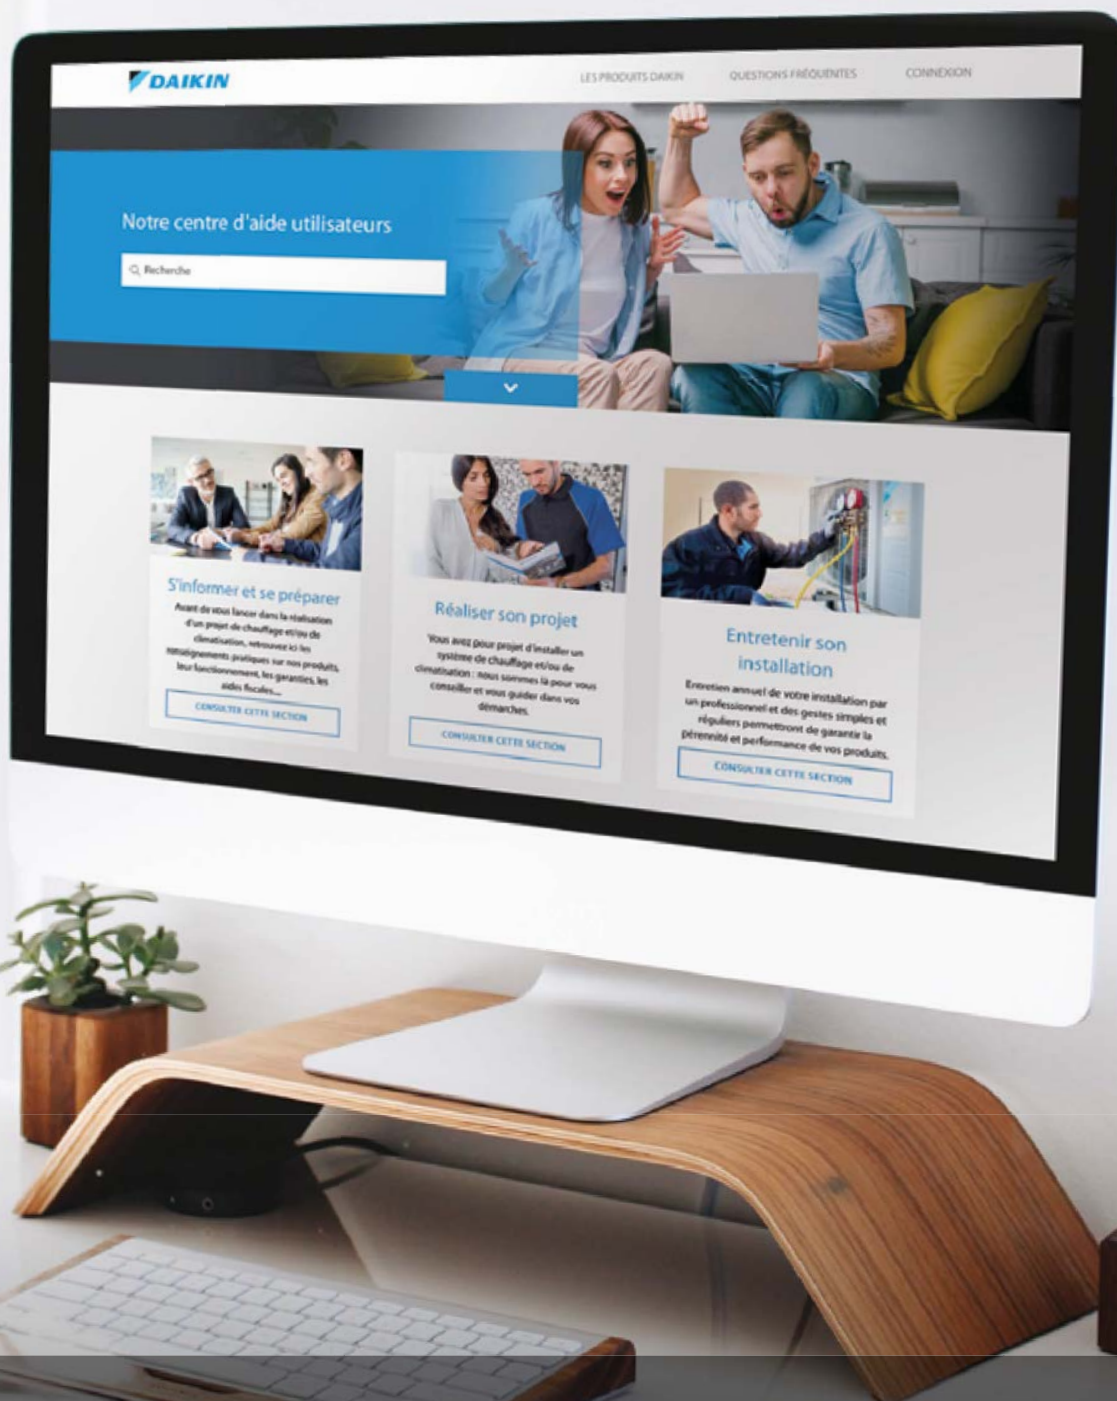 DAIKIN
LES PRODUITS DAIKIN
QUESTIONS FRÉQUENTES
CONNEXION
Notre centre d'aide utilisateurs
Recherche
S'informer et se préparer
Avant de vous lancer dans la réalisation
d'un projet de chauffage et/ou de
climatisation, retrouvez ici les
renseignements pratiques sur nos produits,
leur fonctionnement, les garanties, les
aides fiscales...
CONSULTER CETTE SECTION
Réaliser son projet
Vous avez pour projet d'installer un
système de chauffage et/ou de
climatisation : nous sommes là pour vous
conseiller et vous guider dans vos
démarches.
CONSULTER CETTE SECTION
Entretenir son
installation
Entretien annuel de votre installation par
un professionnel et des gestes simples et
réguliers permettront de garantir la
pérennité et performance de vos produits.
CONSULTER CETTE SECTION